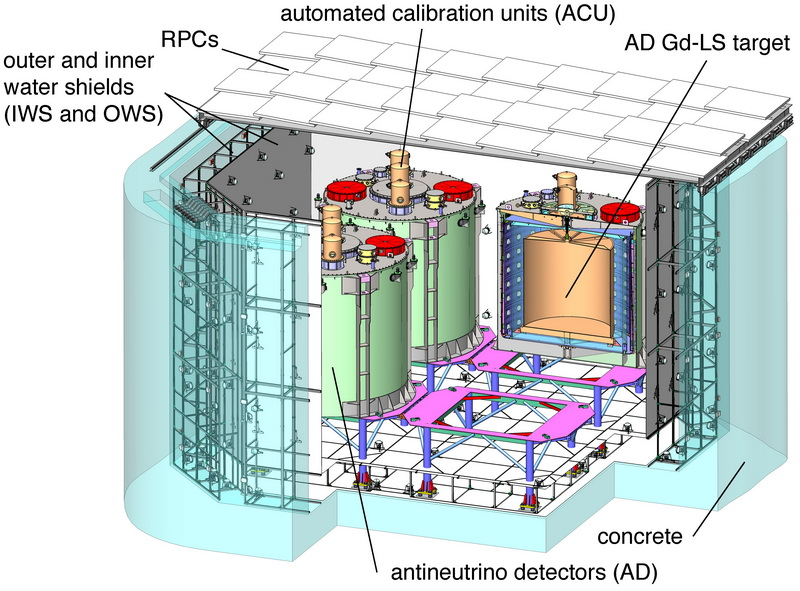 automated calibration units (ACU)
RPCs
AD Gd-LS target
outer and inner
water shields
(IWS and OWS)
concrete
antineutrino detectors (AD)